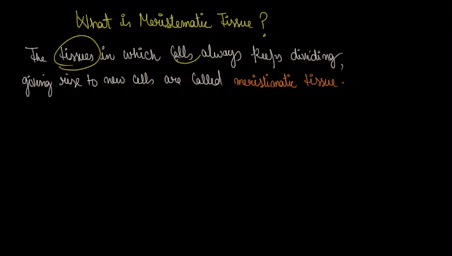 What is Meristematic Tissue?
The tissues in which cells always keeps dividing,
giving rise to new cells are called meristimatic tissue.